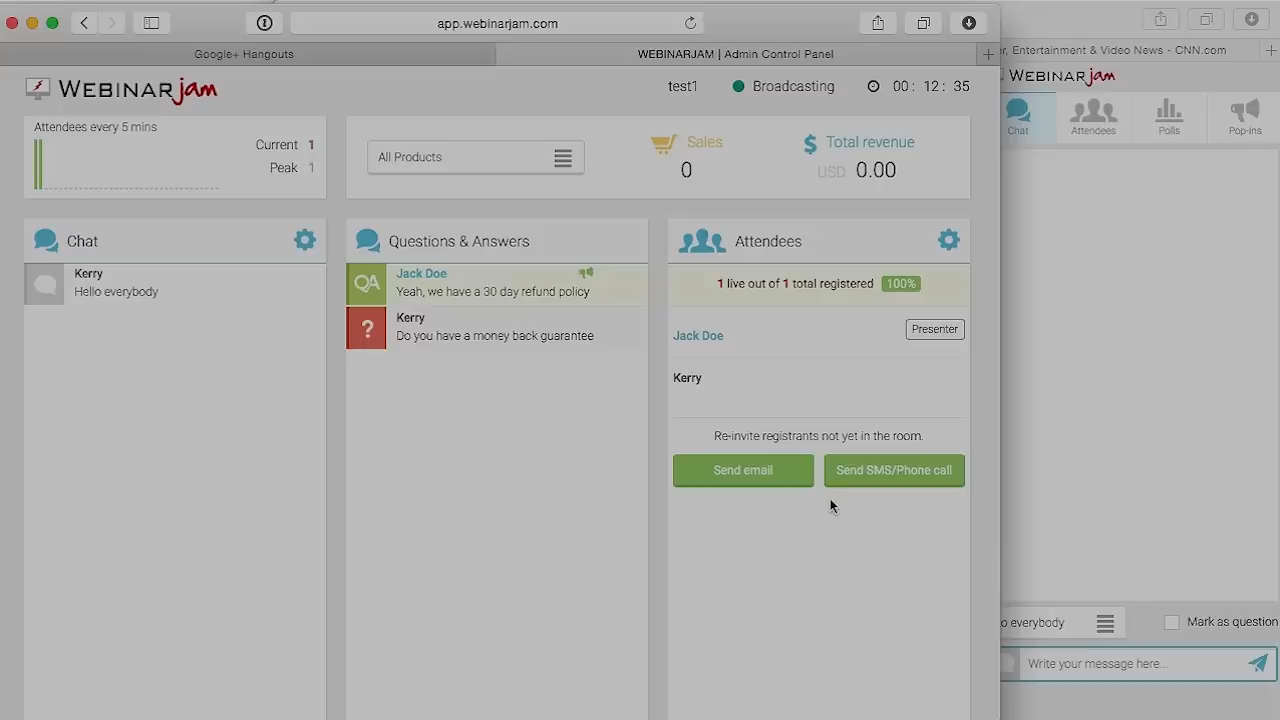 app.webinarjam.com
Google+ Hangouts
WEBINARJAM | Admin Control Panel
r, Entertainment & Video News - CNN.com
WEBINARjam
test1
Broadcasting
00: 12: 35
WEBINARjam
Chat
Attendees
Polls
Pop-ins
Attendees every 5 mins
Current 1
Peak 1
All Products
Sales
0
Total revenue
USD 0.00
Chat
Kerry
Hello everybody
Questions & Answers
QA
Jack Doe
Yeah, we have a 30 day refund policy
?
Kerry
Do you have a money back guarantee
Attendees
1 live out of 1 total registered 100%
Jack Doe
Presenter
Kerry
Re-invite registrants not yet in the room.
Send email
Send SMS/Phone call
o everybody
Mark as question
Write your message here...